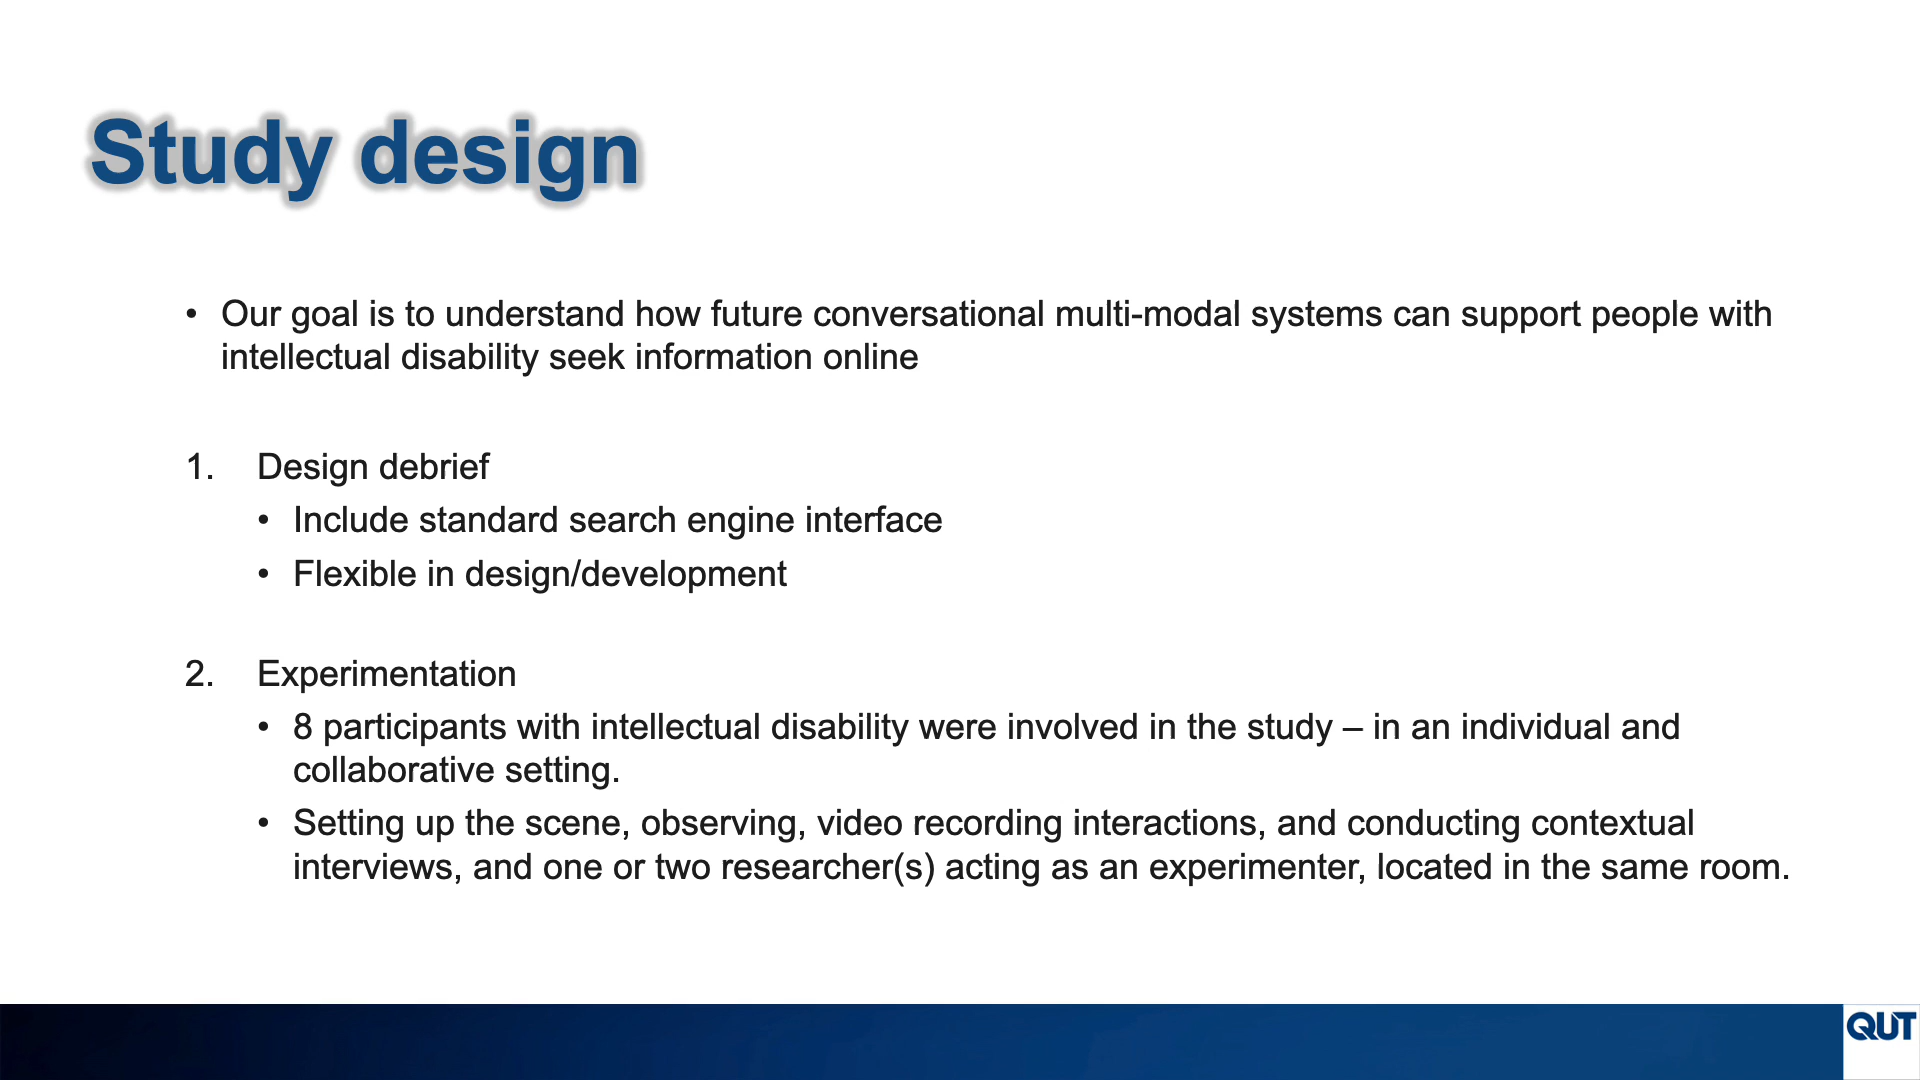 Study design
• Our goal is to understand how future conversational multi-modal systems can support people with
intellectual disability seek information online
1. Design debrief
• Include standard search engine interface
• Flexible in design/development
2. Experimentation
• 8 participants with intellectual disability were involved in the study – in an individual and
collaborative setting.
• Setting up the scene, observing, video recording interactions, and conducting contextual
interviews, and one or two researcher(s) acting as an experimenter, located in the same room.
QUT